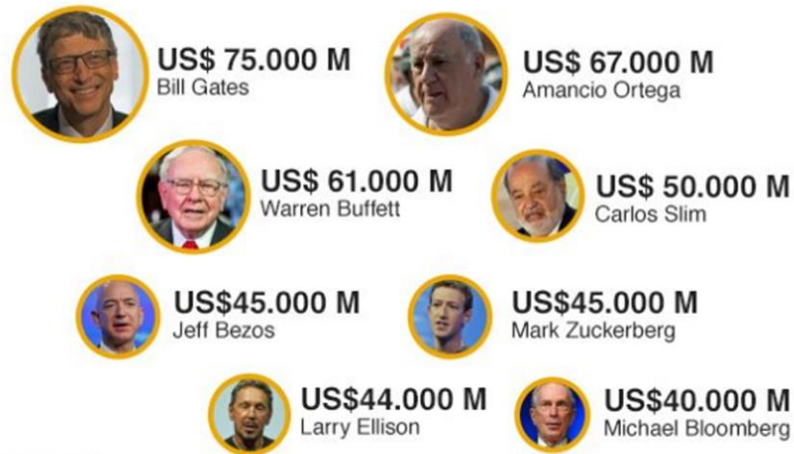 US$ 75.000 M
Bill Gates
US$ 67.000 M
Amancio Ortega
US$ 61.000 M
Warren Buffett
US$ 50.000 M
Carlos Slim
US$45.000 M
Jeff Bezos
US$45.000 M
Mark Zuckerberg
US$44.000 M
Larry Ellison
US$40.000 M
Michael Bloomberg